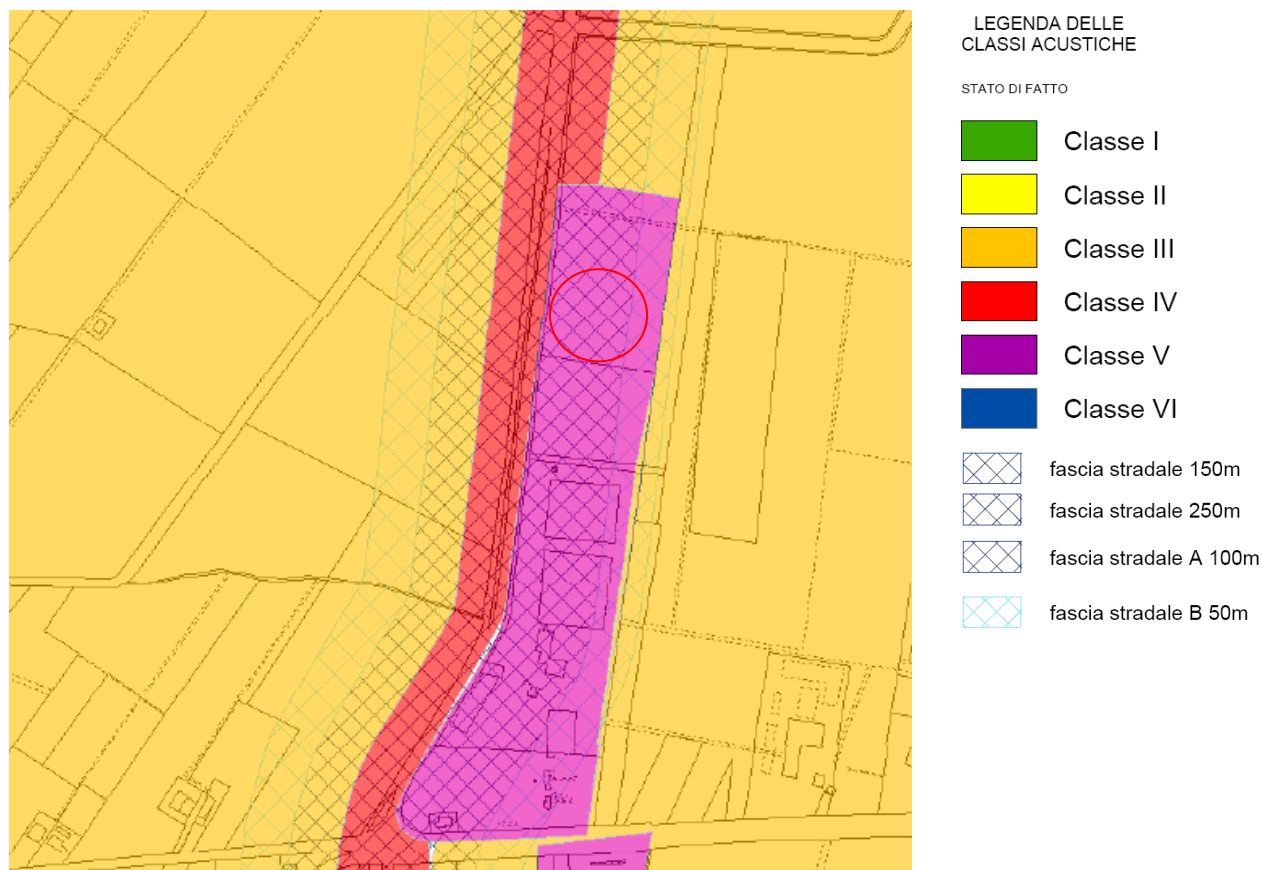 LEGENDA DELLE
CLASSI ACUSTICHE
STATO DI FATTO
Classe I
Classe II
Classe III
Classe IV
Classe V
Classe VI
fascia stradale 150m
fascia stradale 250m
fascia stradale A 100m
fascia stradale B 50m